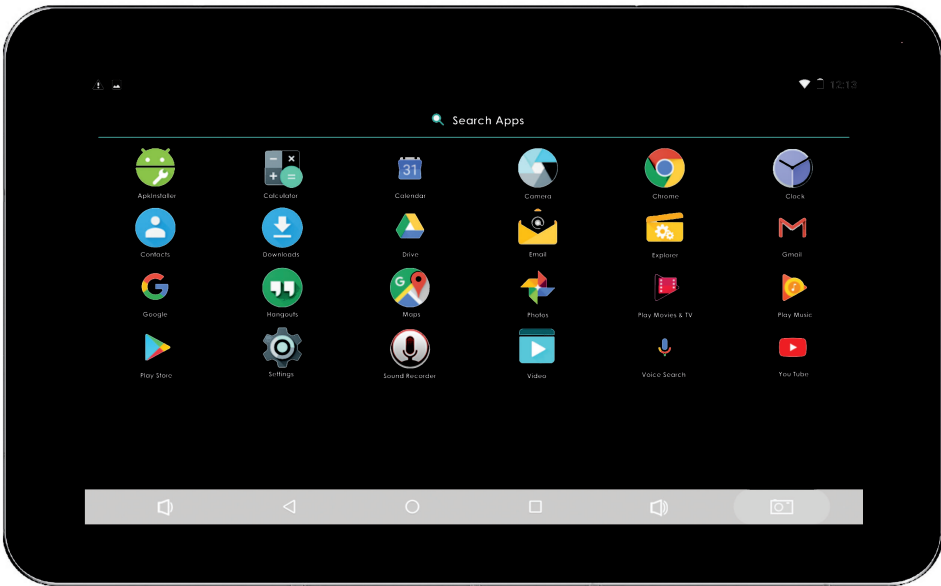 12:13
Search Apps
ApkInstaller Calculator Calendar Camera Chrome Clock
31
Contacts Downloads Drive Email Explorer Gmail
Google Hangouts Maps Photos Play Movies & TV Play Music
Play Store Settings Sound Recorder Video Voice Search You Tube